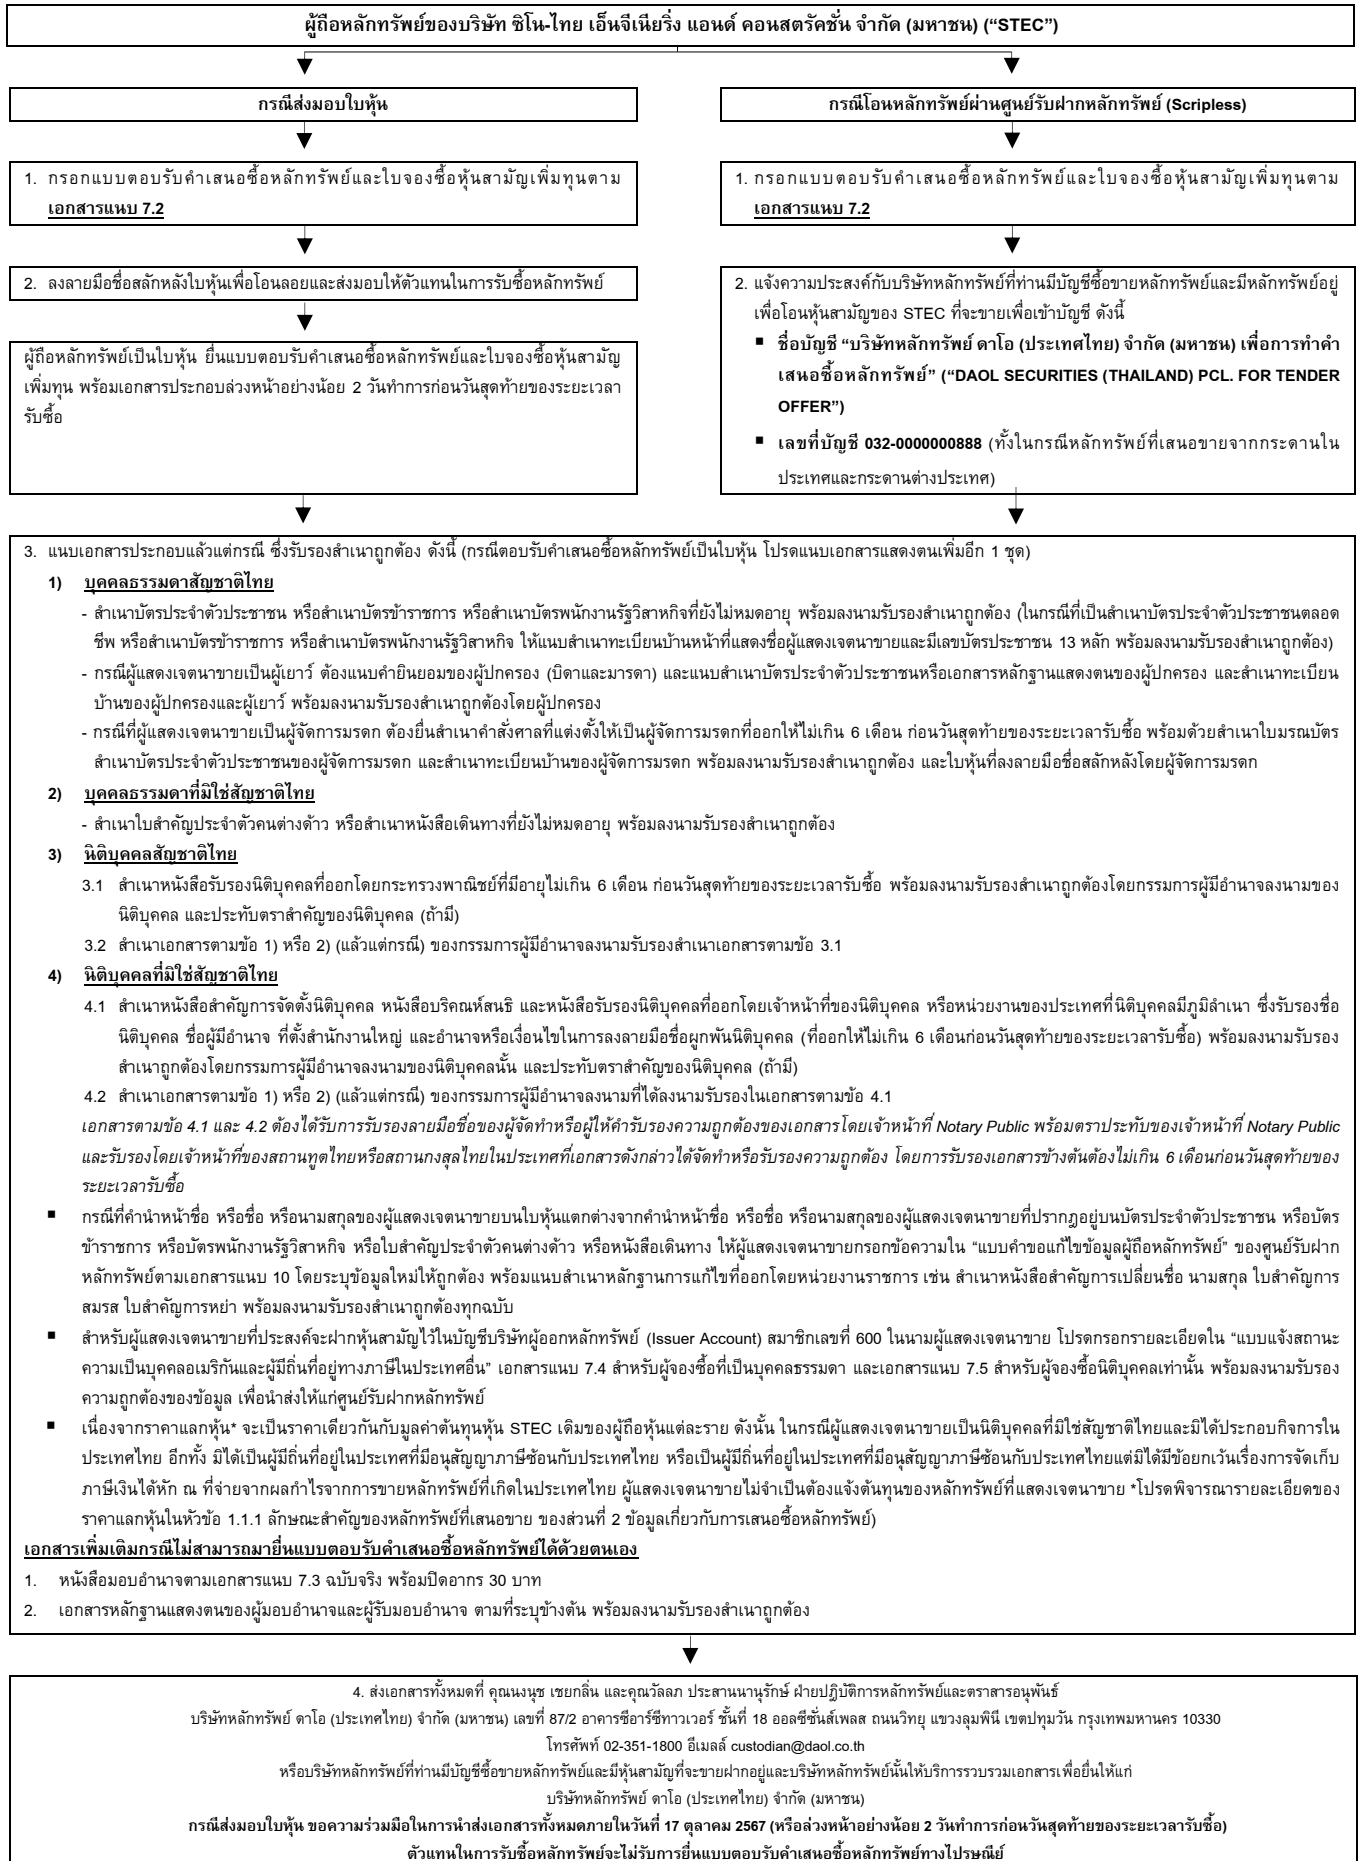 ผู้ถือหลักทรัพย์ของบริษัท ซิโน-ไทย เอ็นจีเนียริ่ง แอนด์ คอนสตรัคชั่น จำกัด (มหาชน) (“STEC”)
กรณีส่งมอบใบหุ้น
1. กรอกแบบตอบรับคำเสนอซื้อหลักทรัพย์และใบจองซื้อหุ้นสามัญเพิ่มทุนตาม
เอกสารแนบ 7.2
2. ลงลายมือชื่อสลักหลังใบหุ้นเพื่อโอนลอยและส่งมอบให้ตัวแทนในการรับซื้อหลักทรัพย์
ผู้ถือหลักทรัพย์เป็นใบหุ้น ยื่นแบบตอบรับคำเสนอซื้อหลักทรัพย์และใบจองซื้อหุ้นสามัญ
เพิ่มทุน พร้อมเอกสารประกอบล่วงหน้าอย่างน้อย 2 วันทำการก่อนวันสุดท้ายของระยะเวลา
รับซื้อ
กรณีโอนหลักทรัพย์ผ่านศูนย์รับฝากหลักทรัพย์ (Scripless)
1. กรอกแบบตอบรับคำเสนอซื้อหลักทรัพย์และใบจองซื้อหุ้นสามัญเพิ่มทุนตาม
เอกสารแนบ 7.2
2. แจ้งความประสงค์กับบริษัทหลักทรัพย์ที่ท่านมีบัญชีซื้อขายหลักทรัพย์และมีหลักทรัพย์อยู่
เพื่อโอนหุ้นสามัญของ STEC ที่จะขายเพื่อเข้าบัญชี ดังนี้
▪ ชื่อบัญชี “บริษัทหลักทรัพย์ ดาโอ (ประเทศไทย) จำกัด (มหาชน) เพื่อการทำคำ
เสนอซื้อหลักทรัพย์” (“DAOL SECURITIES (THAILAND) PCL. FOR TENDER
OFFER”)
▪ เลขที่บัญชี 032-0000000888 (ทั้งในกรณีหลักทรัพย์ที่เสนอขายจากกระดานใน
ประเทศและกระดานต่างประเทศ)
3. แนบเอกสารประกอบแล้วแต่กรณี ซึ่งรับรองสำเนาถูกต้อง ดังนี้ (กรณีตอบรับคำเสนอซื้อหลักทรัพย์เป็นใบหุ้น โปรดแนบเอกสารแสดงตนเพิ่มอีก 1 ชุด)
1) บุคคลธรรมดาสัญชาติไทย
- สำเนาบัตรประจำตัวประชาชน หรือสำเนาบัตรข้าราชการ หรือสำเนาบัตรพนักงานรัฐวิสาหกิจที่ยังไม่หมดอายุ พร้อมลงนามรับรองสำเนาถูกต้อง (ในกรณีที่เป็นสำเนาบัตรประจำตัวประชาชนตลอด
ชีพ หรือสำเนาบัตรข้าราชการ หรือสำเนาบัตรพนักงานรัฐวิสาหกิจ ให้แนบสำเนาทะเบียนบ้านหน้าที่แสดงชื่อผู้แสดงเจตนาขายและมีเลขบัตรประชาชน 13 หลัก พร้อมลงนามรับรองสำเนาถูกต้อง)
- กรณีผู้แสดงเจตนาขายเป็นผู้เยาว์ ต้องแนบคำยินยอมของผู้ปกครอง (บิดาและมารดา) และแนบสำเนาบัตรประจำตัวประชาชนหรือเอกสารหลักฐานแสดงตนของผู้ปกครอง และสำเนาทะเบียน
บ้านของผู้ปกครองและผู้เยาว์ พร้อมลงนามรับรองสำเนาถูกต้องโดยผู้ปกครอง
- กรณีที่ผู้แสดงเจตนาขายเป็นผู้จัดการมรดก ต้องยื่นสำเนาคำสั่งศาลที่แต่งตั้งให้เป็นผู้จัดการมรดกที่ออกให้ไม่เกิน 6 เดือน ก่อนวันสุดท้ายของระยะเวลารับซื้อ พร้อมด้วยสำเนาใบมรณบัตร
สำเนาบัตรประจำตัวประชาชนของผู้จัดการมรดก และสำเนาทะเบียนบ้านของผู้จัดการมรดก พร้อมลงนามรับรองสำเนาถูกต้อง และใบหุ้นที่ลงลายมือชื่อสลักหลังโดยผู้จัดการมรดก
2) บุคคลธรรมดาที่มิใช่สัญชาติไทย
- สำเนาใบสำคัญประจำตัวคนต่างด้าว หรือสำเนาหนังสือเดินทางที่ยังไม่หมดอายุ พร้อมลงนามรับรองสำเนาถูกต้อง
3) นิติบุคคลสัญชาติไทย
3.1 สำเนาหนังสือรับรองนิติบุคคลที่ออกโดยกระทรวงพาณิชย์ที่มีอายุไม่เกิน 6 เดือน ก่อนวันสุดท้ายของระยะเวลารับซื้อ พร้อมลงนามรับรองสำเนาถูกต้องโดยกรรมการผู้มีอำนาจลงนามของ
นิติบุคคล และประทับตราสำคัญของนิติบุคคล (ถ้ามี)
3.2 สำเนาเอกสารตามข้อ 1) หรือ 2) (แล้วแต่กรณี) ของกรรมการผู้มีอำนาจลงนามรับรองสำเนาเอกสารตามข้อ 3.1
4) นิติบุคคลที่มิใช่สัญชาติไทย
4.1 สำเนาหนังสือสำคัญการจัดตั้งนิติบุคคล หนังสือบริคณห์สนธิ และหนังสือรับรองนิติบุคคลที่ออกโดยเจ้าหน้าที่ของนิติบุคคล หรือหน่วยงานของประเทศที่นิติบุคคลมีภูมิลำเนา ซึ่งรับรองชื่อ
นิติบุคคล ชื่อผู้มีอำนาจ ที่ตั้งสำนักงานใหญ่ และอำนาจหรือเงื่อนไขในการลงลายมือชื่อผูกพันนิติบุคคล (ที่ออกให้ไม่เกิน 6 เดือนก่อนวันสุดท้ายของระยะเวลารับซื้อ) พร้อมลงนามรับรอง
สำเนาถูกต้องโดยกรรมการผู้มีอำนาจลงนามของนิติบุคคลนั้น และประทับตราสำคัญของนิติบุคคล (ถ้ามี)
4.2 สำเนาเอกสารตามข้อ 1) หรือ 2) (แล้วแต่กรณี) ของกรรมการผู้มีอำนาจลงนามที่ได้ลงนามรับรองในเอกสารตามข้อ 4.1
เอกสารตามข้อ 4.1 และ 4.2 ต้องได้รับการรับรองลายมือชื่อของผู้จัดทำหรือผู้ให้คำรับรองความถูกต้องของเอกสารโดยเจ้าหน้าที่ Notary Public พร้อมตราประทับของเจ้าหน้าที่ Notary Public
และรับรองโดยเจ้าหน้าที่ของสถานทูตไทยหรือสถานกงสุลไทยในประเทศที่เอกสารดังกล่าวได้จัดทำหรือรับรองความถูกต้อง โดยการรับรองเอกสารข้างต้นต้องไม่เกิน 6 เดือนก่อนวันสุดท้ายของ
ระยะเวลารับซื้อ
▪ กรณีที่คำนำหน้าชื่อ หรือชื่อ หรือนามสกุลของผู้แสดงเจตนาขายบนใบหุ้นแตกต่างจากคำนำหน้าชื่อ หรือชื่อ หรือนามสกุลของผู้แสดงเจตนาขายที่ปรากฏอยู่บนบัตรประจำตัวประชาชน หรือบัตร
ข้าราชการ หรือบัตรพนักงานรัฐวิสาหกิจ หรือใบสำคัญประจำตัวคนต่างด้าว หรือหนังสือเดินทาง ให้ผู้แสดงเจตนาขายกรอกข้อความใน “แบบคำขอแก้ไขข้อมูลผู้ถือหลักทรัพย์” ของศูนย์รับฝาก
หลักทรัพย์ตามเอกสารแนบ 10 โดยระบุข้อมูลใหม่ให้ถูกต้อง พร้อมแนบสำเนาหลักฐานการแก้ไขที่ออกโดยหน่วยงานราชการ เช่น สำเนาหนังสือสำคัญการเปลี่ยนชื่อ นามสกุล ใบสำคัญการ
สมรส ใบสำคัญการหย่า พร้อมลงนามรับรองสำเนาถูกต้องทุกฉบับ
▪ สำหรับผู้แสดงเจตนาขายที่ประสงค์จะฝากหุ้นสามัญไว้ในบัญชีบริษัทผู้ออกหลักทรัพย์ (Issuer Account) สมาชิกเลขที่ 600 ในนามผู้แสดงเจตนาขาย โปรดกรอกรายละเอียดใน “แบบแจ้งสถานะ
ความเป็นบุคคลอเมริกันและผู้มีถิ่นที่อยู่ทางภาษีในประเทศอื่น” เอกสารแนบ 7.4 สำหรับผู้จองซื้อที่เป็นบุคคลธรรมดา และเอกสารแนบ 7.5 สำหรับผู้จองซื้อนิติบุคคลเท่านั้น พร้อมลงนามรับรอง
ความถูกต้องของข้อมูล เพื่อนำส่งให้แก่ศูนย์รับฝากหลักทรัพย์
▪ เนื่องจากราคาแลกหุ้น* จะเป็นราคาเดียวกันกับมูลค่าต้นทุนหุ้น STEC เดิมของผู้ถือหุ้นแต่ละราย ดังนั้น ในกรณีผู้แสดงเจตนาขายเป็นนิติบุคคลที่มิใช่สัญชาติไทยและมิได้ประกอบกิจการใน
ประเทศไทย อีกทั้ง มิได้เป็นผู้มีถิ่นที่อยู่ในประเทศที่มีอนุสัญญาภาษีซ้อนกับประเทศไทย หรือเป็นผู้มีถิ่นที่อยู่ในประเทศที่มีอนุสัญญาภาษีซ้อนกับประเทศไทยแต่มิได้มีข้อยกเว้นเรื่องการจัดเก็บ
ภาษีเงินได้หัก ณ ที่จ่ายจากผลกำไรจากการขายหลักทรัพย์ที่เกิดในประเทศไทย ผู้แสดงเจตนาขายไม่จำเป็นต้องแจ้งต้นทุนของหลักทรัพย์ที่แสดงเจตนาขาย *โปรดพิจารณารายละเอียดของ
ราคาแลกหุ้นในหัวข้อ 1.1.1 ลักษณะสำคัญของหลักทรัพย์ที่เสนอขาย ของส่วนที่ 2 ข้อมูลเกี่ยวกับการเสนอซื้อหลักทรัพย์)
เอกสารเพิ่มเติมกรณีไม่สามารถมายื่นแบบตอบรับคำเสนอซื้อหลักทรัพย์ได้ด้วยตนเอง
1. หนังสือมอบอำนาจตามเอกสารแนบ 7.3 ฉบับจริง พร้อมปิดอากร 30 บาท
2. เอกสารหลักฐานแสดงตนของผู้มอบอำนาจและผู้รับมอบอำนาจ ตามที่ระบุข้างต้น พร้อมลงนามรับรองสำเนาถูกต้อง
4. ส่งเอกสารทั้งหมดที่ คุณนงนุช เชยกลิ่น และคุณวัลลภ ประสานนานุรักษ์ ฝ่ายปฏิบัติการหลักทรัพย์และตราสารอนุพันธ์
บริษัทหลักทรัพย์ ดาโอ (ประเทศไทย) จำกัด (มหาชน) เลขที่ 87/2 อาคารซีอาร์ซีทาวเวอร์ ชั้นที่ 18 ออลซีซั่นส์เพลส ถนนวิทยุ แขวงลุมพินี เขตปทุมวัน กรุงเทพมหานคร 10330
โทรศัพท์ 02-351-1800 อีเมลล์ custodian@daol.co.th
หรือบริษัทหลักทรัพย์ที่ท่านมีบัญชีซื้อขายหลักทรัพย์และมีหุ้นสามัญที่จะขายฝากอยู่และบริษัทหลักทรัพย์นั้นให้บริการรวบรวมเอกสารเพื่อยื่นให้แก่
บริษัทหลักทรัพย์ ดาโอ (ประเทศไทย) จำกัด (มหาชน)
กรณีส่งมอบใบหุ้น ขอความร่วมมือในการนำส่งเอกสารทั้งหมดภายในวันที่ 17 ตุลาคม 2567 (หรือล่วงหน้าอย่างน้อย 2 วันทำการก่อนวันสุดท้ายของระยะเวลารับซื้อ)
ตัวแทนในการรับซื้อหลักทรัพย์จะไม่รับการยื่นแบบตอบรับคำเสนอซื้อหลักทรัพย์ทางไปรษณีย์